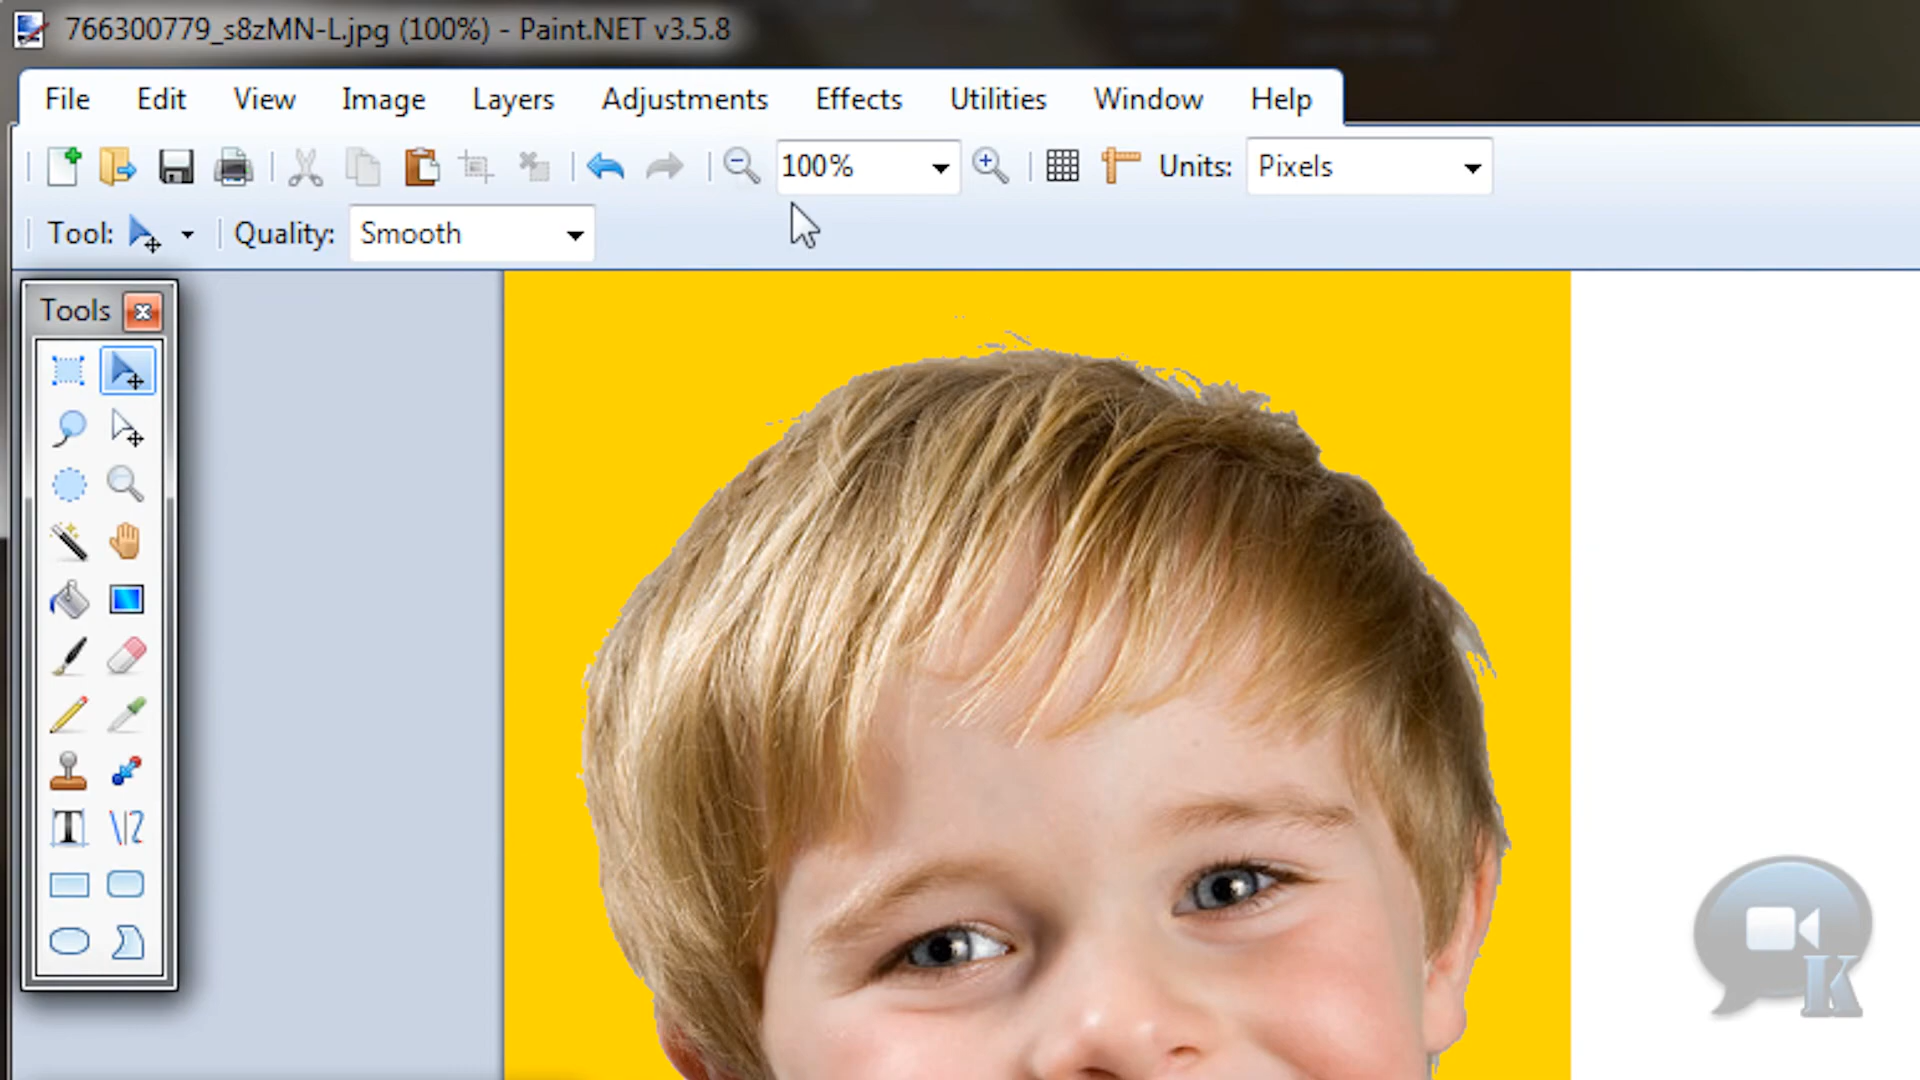 766300779_s8zMN-L.jpg (100%) - Paint.NET v3.5.8
File Edit View Image Layers Adjustments Effects Utilities Window Help
100% Units: Pixels
Tool: Quality: Smooth
Tools
K